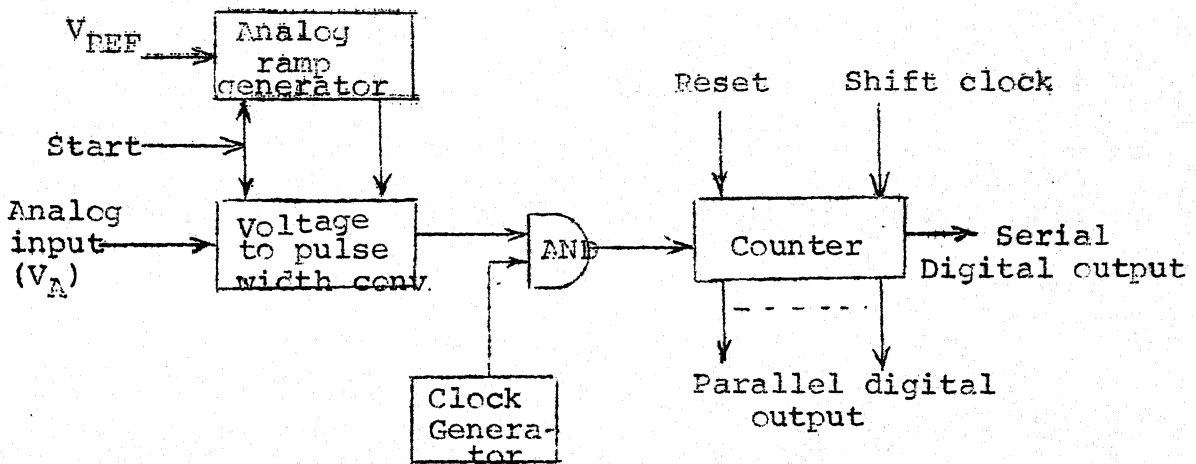 V_REF
Analog
ramp
generator
Reset
Shift clock
Start
Analog
input
(V_A)
Voltage
to pulse
width conv.
AND
Counter
Serial
Digital output
Clock
Genera-
tor
Parallel digital
output